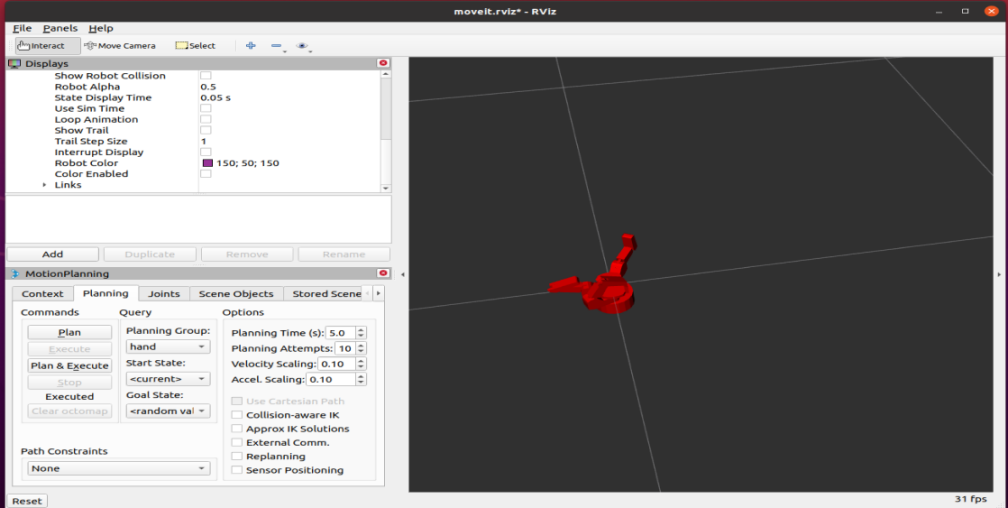 moveit.rviz* - RViz
File Panels Help
Interact Move Camera Select
Displays
Show Robot Collision
Robot Alpha 0.5
State Display Time 0.05 s
Use Sim Time
Loop Animation
Show Trail
Trail Step Size 1
Interrupt Display
Robot Color 150; 50; 150
Color Enabled
Links
Add Duplicate Remove Rename
MotionPlanning
Context Planning Joints Scene Objects Stored Scene
Commands Query Options
Plan
Execute
Plan & Execute
Stop
Executed
Clear octomap
Planning Group:
hand
Start State:
<current>
Goal State:
<random val
Planning Time (s): 5.0
Planning Attempts: 10
Velocity Scaling: 0.10
Accel. Scaling: 0.10
Use Cartesian Path
Collision-aware IK
Approx IK Solutions
External Comm.
Replanning
Sensor Positioning
Path Constraints
None
Reset
31 fps